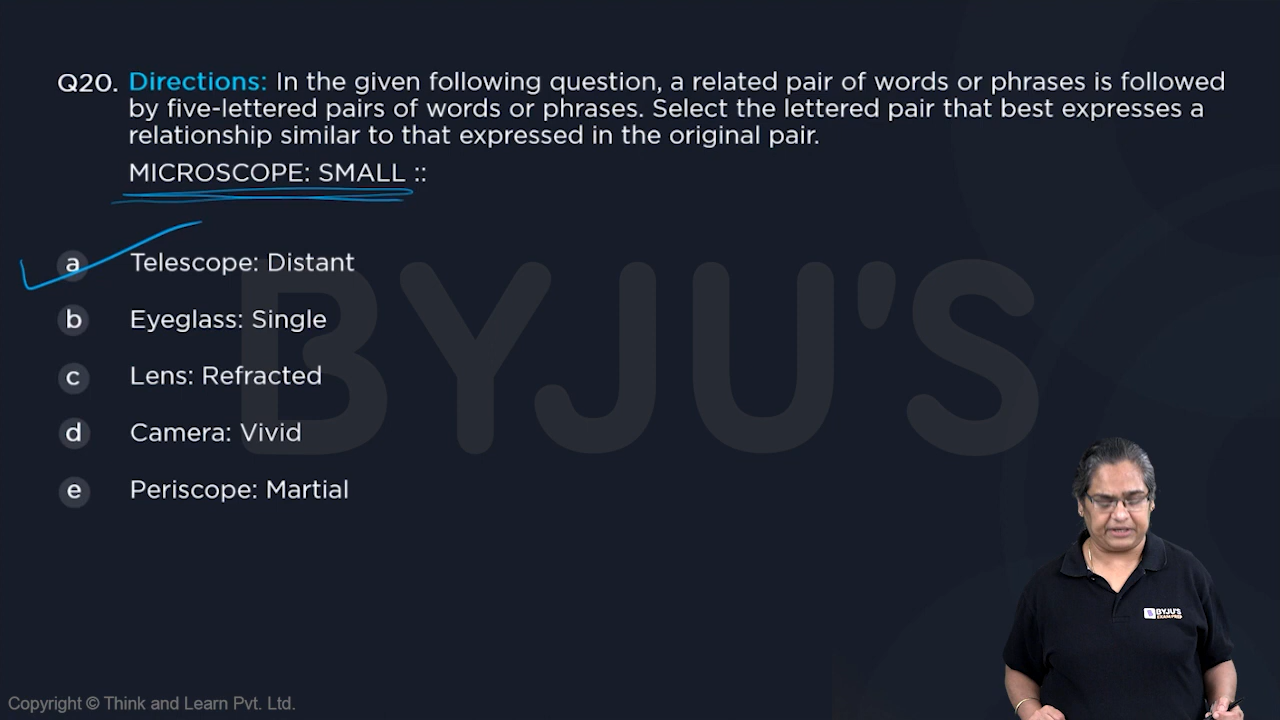 Q20. Directions: In the given following question, a related pair of words or phrases is followed
by five-lettered pairs of words or phrases. Select the lettered pair that best expresses a
relationship similar to that expressed in the original pair.
MICROSCOPE: SMALL ::
a Telescope: Distant
b Eyeglass: Single
c Lens: Refracted
d Camera: Vivid
e Periscope: Martial
BYJU'S
BYJU'S
EXAM PREP
Copyright © Think and Learn Pvt. Ltd.